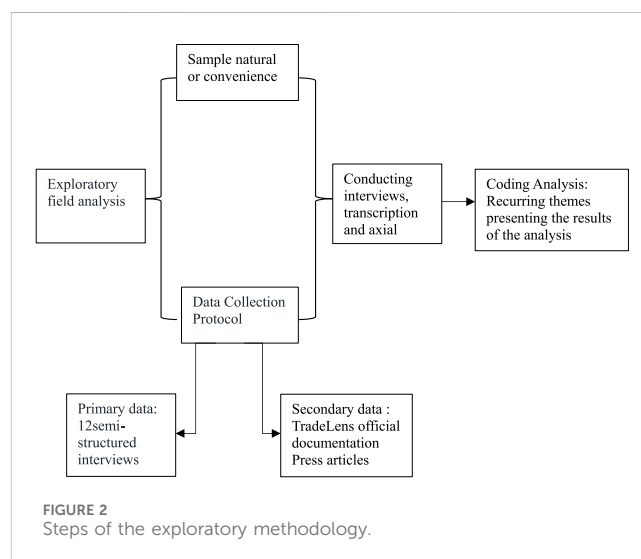 Sample natural
or convenience
Exploratory
field analysis
Conducting
interviews,
transcription
and axial
Coding Analysis:
Recurring themes
presenting the results
of the analysis
Data Collection
Protocol
Primary data:
12semi-
structured
interviews
Secondary data :
TradeLens official
documentation
Press articles
FIGURE 2
Steps of the exploratory methodology.